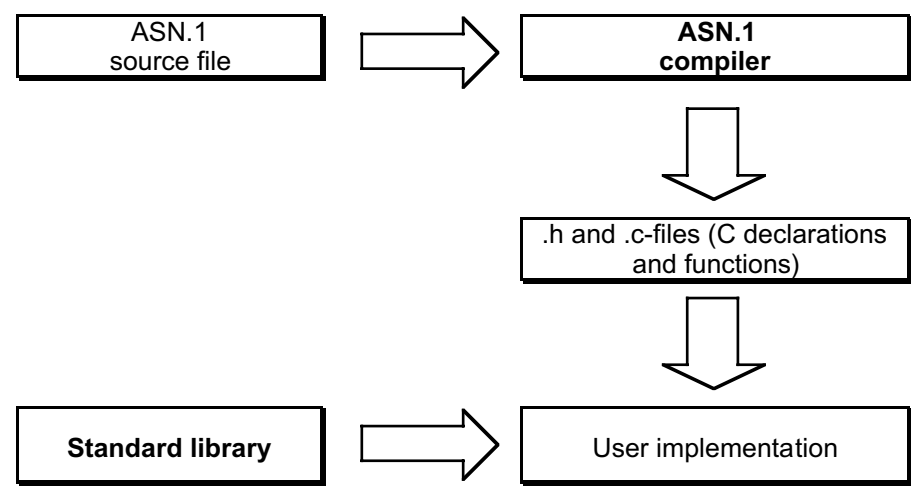 ASN.1
source file
ASN.1
compiler
.h and .c-files (C declarations
and functions)
Standard library
User implementation